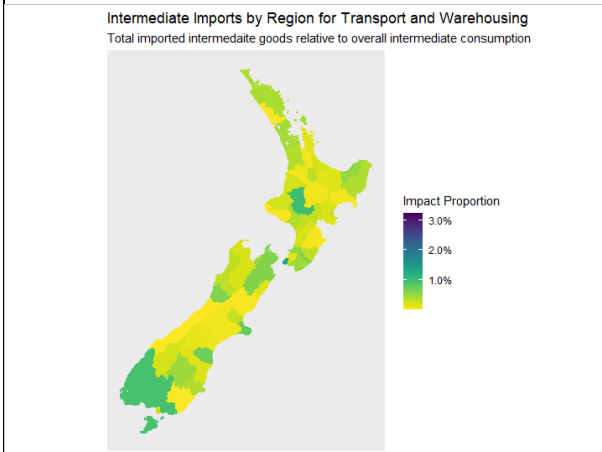 Intermediate Imports by Region for Transport and Warehousing
Total imported intermedaite goods relative to overall intermediate consumption
Impact Proportion
3.0%
2.0%
1.0%